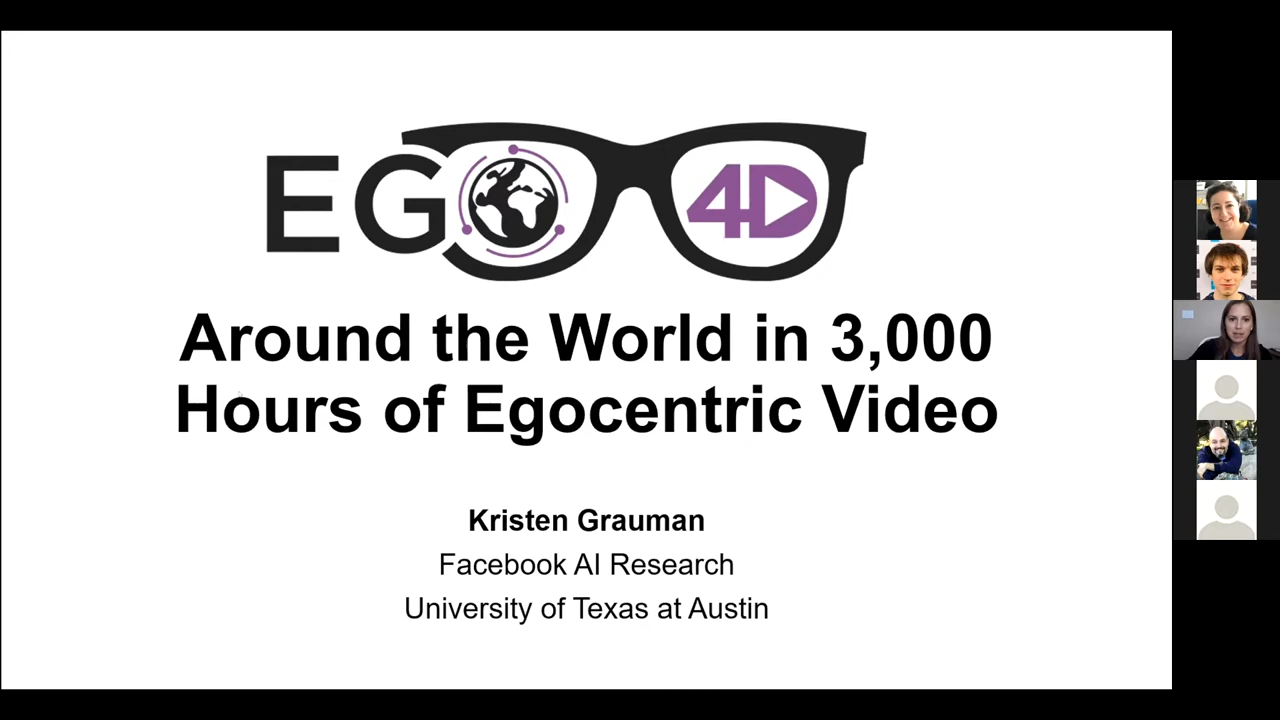 EGO 4D
Around the World in 3,000
Hours of Egocentric Video
Kristen Grauman
Facebook AI Research
University of Texas at Austin